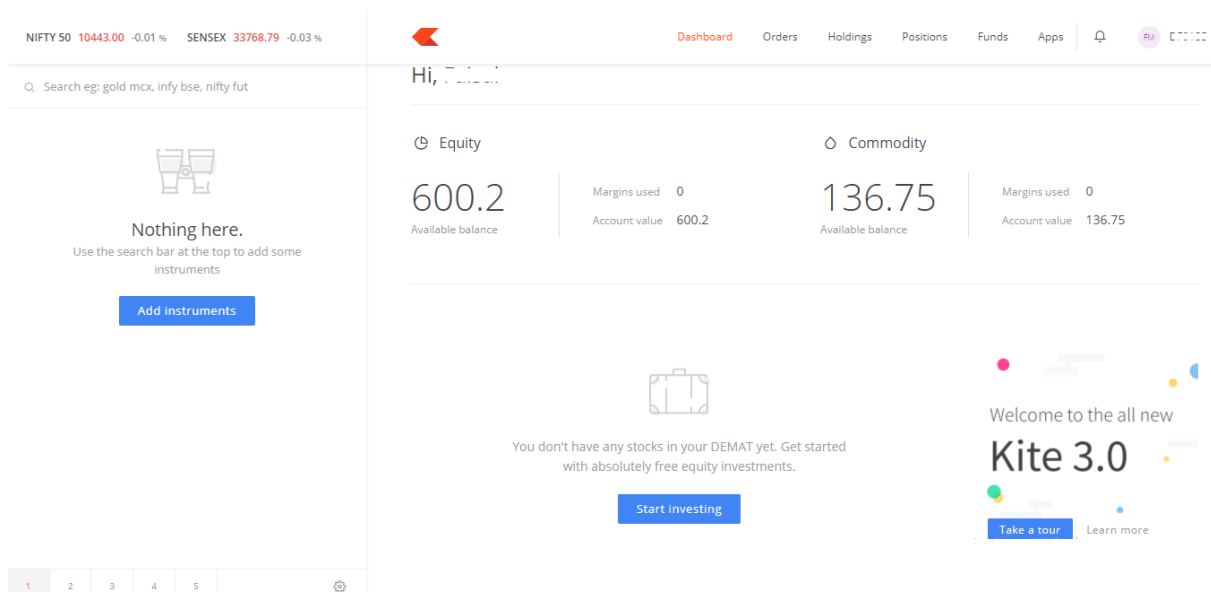 NIFTY 50 10443.00 -0.01 % SENSEX 33768.79 -0.03 %
Dashboard Orders Holdings Positions Funds Apps FM
Search eg: gold mcx, infy bse, nifty fut
Nothing here.
Use the search bar at the top to add some
instruments
Add instruments
1 2 3 4 5
Hi,
Equity
600.2
Available balance
Margins used 0
Account value 600.2
Commodity
136.75
Available balance
Margins used 0
Account value 136.75
You don't have any stocks in your DEMAT yet. Get started
with absolutely free equity investments.
Start investing
Welcome to the all new
Kite 3.0
Take a tour Learn more